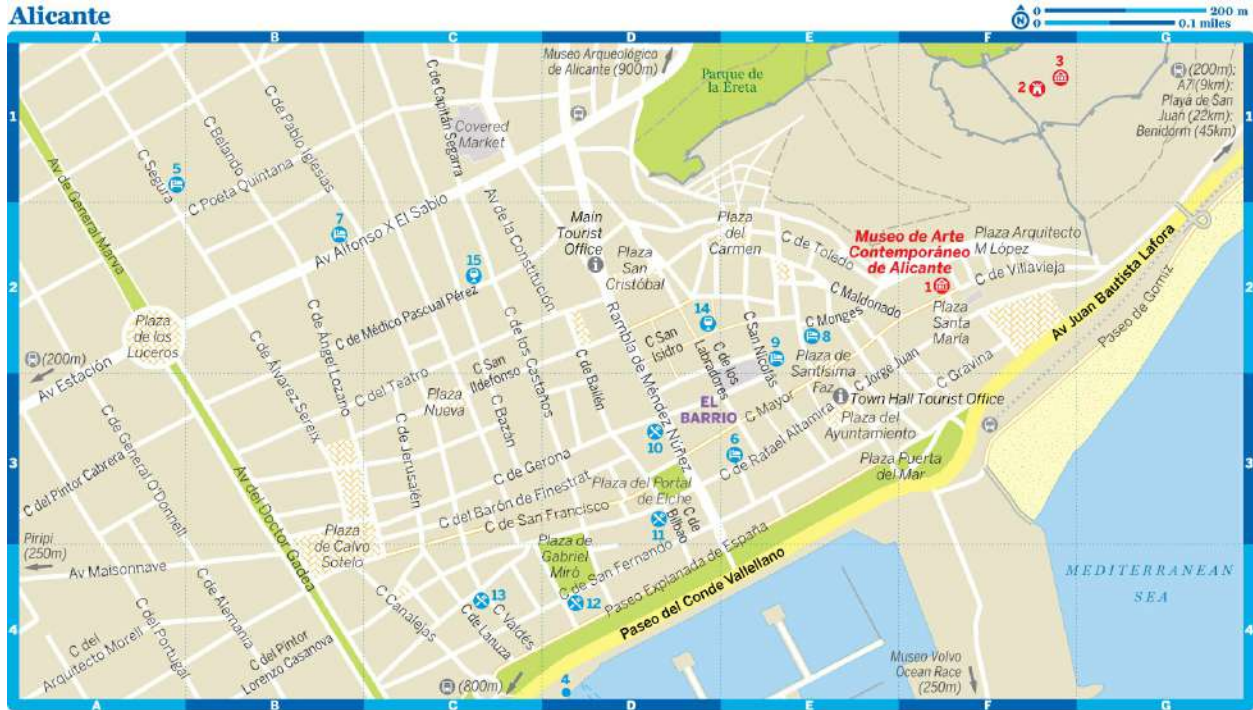 Alicante
0 200 m
0 0.1 miles
N
A B C D E F G
1
2
3
4
Museo Arqueológico
de Alicante (900m)
Parque de
la Ereta
3
2
(200m);
A7(9km);
Playa de San
Juan (22km);
Benidorm (45km)
C de Capitán Segarra
Covered
Market
C de Pablo Iglesias
C Belando
C Segura
5
C Poeta Quintana
Av de General Marva
7
Av Alfonso X El Sabio
Av de la Constitución
Main
Tourist
Office
Plaza
San
Cristóbal
Plaza
del
Carmen
C de Toledo
Museo de Arte
Contemporáneo
de Alicante
1
Plaza Arquitecto
M López
C de Villavieja
Av Juan Bautista Lafora
Paseo de Gomiz
15
C de Médico Pascual Pérez
C Maldonado
Plaza
Santa
María
14
C Monges
8
Plaza
de los
Luceros
C de Ángel Lozano
C de Álvarez Sereix
C de los Castaños
C de Bailén
Rambla de Méndez Núñez
C San
Isidro
C de los
Labradores
C San Nicolás
9
Plaza de
Santísima
Faz
C Jorge Juan
C Gravina
(200m)
Av Estación
C del Teatro
C San
Ildefonso
Plaza
Nueva
C Bazán
EL
BARRIO
C Mayor
Town Hall Tourist Office
Plaza del
Ayuntamiento
C de Rafael Altamira
10
6
C de Jerusalén
C de Gerona
C de General O'Donnell
C del Pintor Cabrera
Av del Doctor Gadea
Plaza del Portal
de Elche
Plaza Puerta
del Mar
C del Barón de Finestrat
C de San Francisco
11
C de
Bilbao
Piripi
(250m)
Plaza
de Calvo
Sotelo
Plaza de
Gabriel
Miró
C de San Fernando
Paseo Explanada de España
Paseo del Conde Vallellano
Av Maisonnave
MEDITERRANEAN
SEA
13
12
C Canalejas
C de Lanuza
C Valdés
C de Alemania
C del Portugal
C del
Arquitecto Morell
C del Pintor
Lorenzo Casanova
(800m)
4
Museo Volvo
Ocean Race
(250m)
A B C D E F G
1
2
3
4